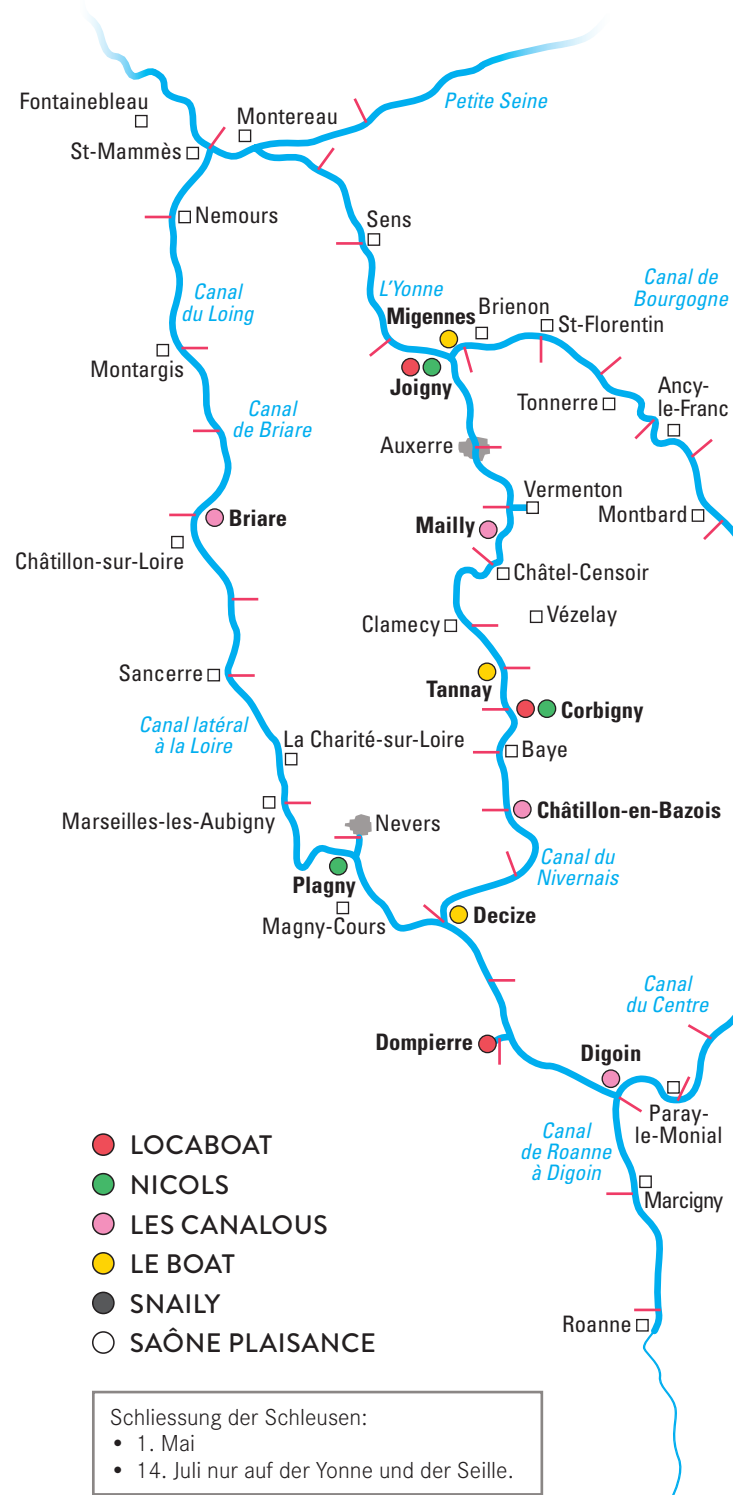 Fontainebleau
Montereau
Petite Seine
St-Mammès
Nemours
Sens
Canal
du Loing
L'Yonne
Canal de
Bourgogne
Migennes
Brienon
St-Florentin
Montargis
Joigny
Tonnerre
Ancy-
le-Franc
Canal
de Briare
Auxerre
Vermenton
Montbard
Briare
Mailly
Châtillon-sur-Loire
Châtel-Censoir
Clamecy
Vézelay
Sancerre
Tannay
Corbigny
Canal latéral
à la Loire
La Charité-sur-Loire
Baye
Marseilles-les-Aubigny
Nevers
Châtillon-en-Bazois
Canal du
Nivernais
Plagny
Magny-Cours
Decize
Canal
du Centre
Dompierre
Digoin
Paray-
le-Monial
Canal
de Roanne
à Digoin
Marcigny
Roanne
LOCABOAT
NICOLS
LES CANALOUS
LE BOAT
SNAILY
SAÔNE PLAISANCE
Schliessung der Schleusen:
• 1. Mai
• 14. Juli nur auf der Yonne und der Seille.